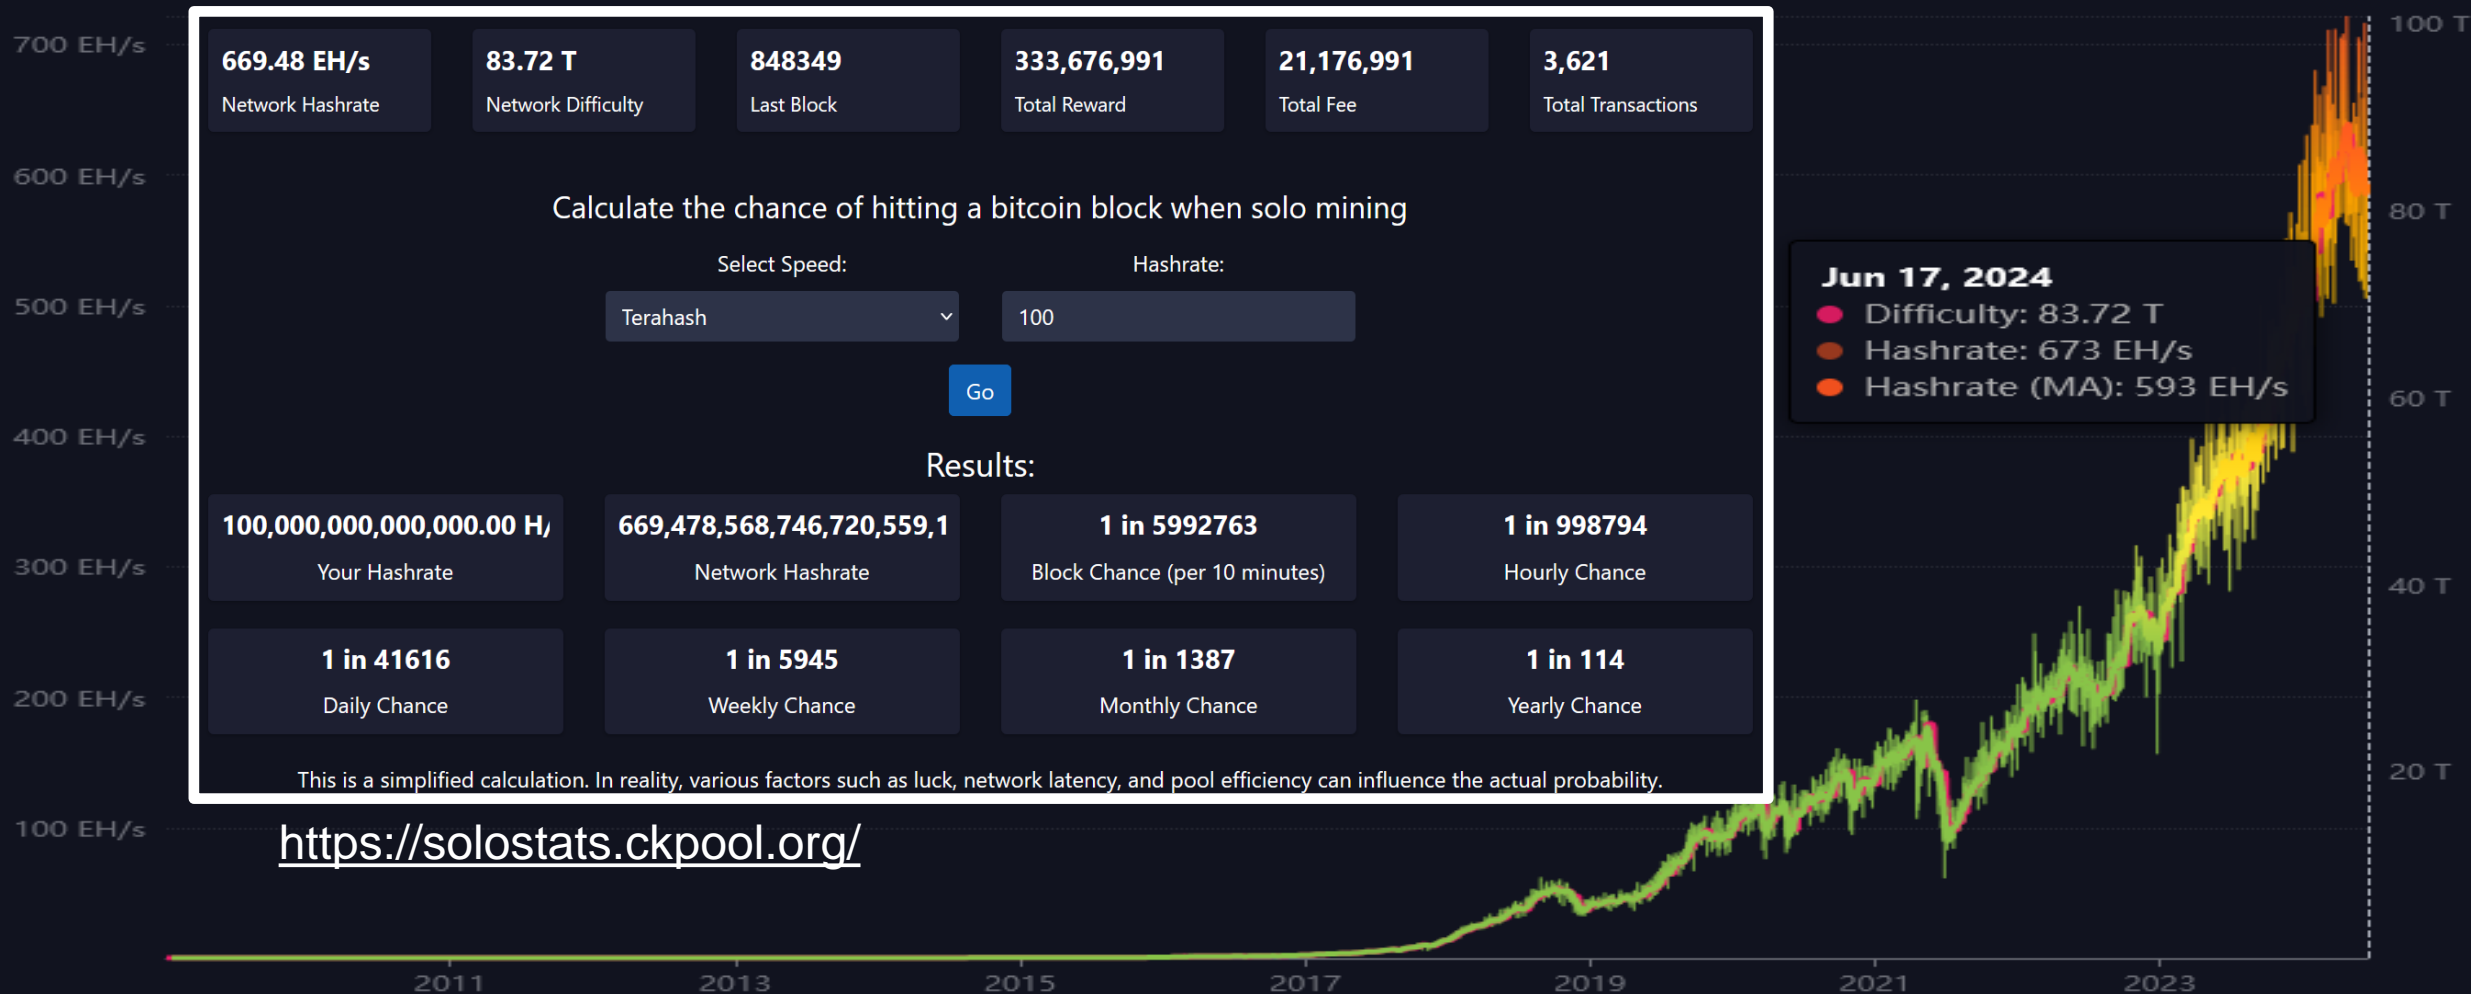 700 EH/s
600 EH/s
500 EH/s
400 EH/s
300 EH/s
200 EH/s
100 EH/s
669.48 EH/s
Network Hashrate
83.72 T
Network Difficulty
848349
Last Block
333,676,991
Total Reward
21,176,991
Total Fee
3,621
Total Transactions
Calculate the chance of hitting a bitcoin block when solo mining
Select Speed:
Terahash
Hashrate:
100
Go
Results:
100,000,000,000,000.00 H/
Your Hashrate
669,478,568,746,720,559,1
Network Hashrate
1 in 5992763
Block Chance (per 10 minutes)
1 in 998794
Hourly Chance
1 in 41616
Daily Chance
1 in 5945
Weekly Chance
1 in 1387
Monthly Chance
1 in 114
Yearly Chance
This is a simplified calculation. In reality, various factors such as luck, network latency, and pool efficiency can influence the actual probability.
https://solostats.ckpool.org/
Jun 17, 2024
Difficulty: 83.72 T
Hashrate: 673 EH/s
Hashrate (MA): 593 EH/s
100 T
80 T
60 T
40 T
20 T
2011
2013
2015
2017
2019
2021
2023